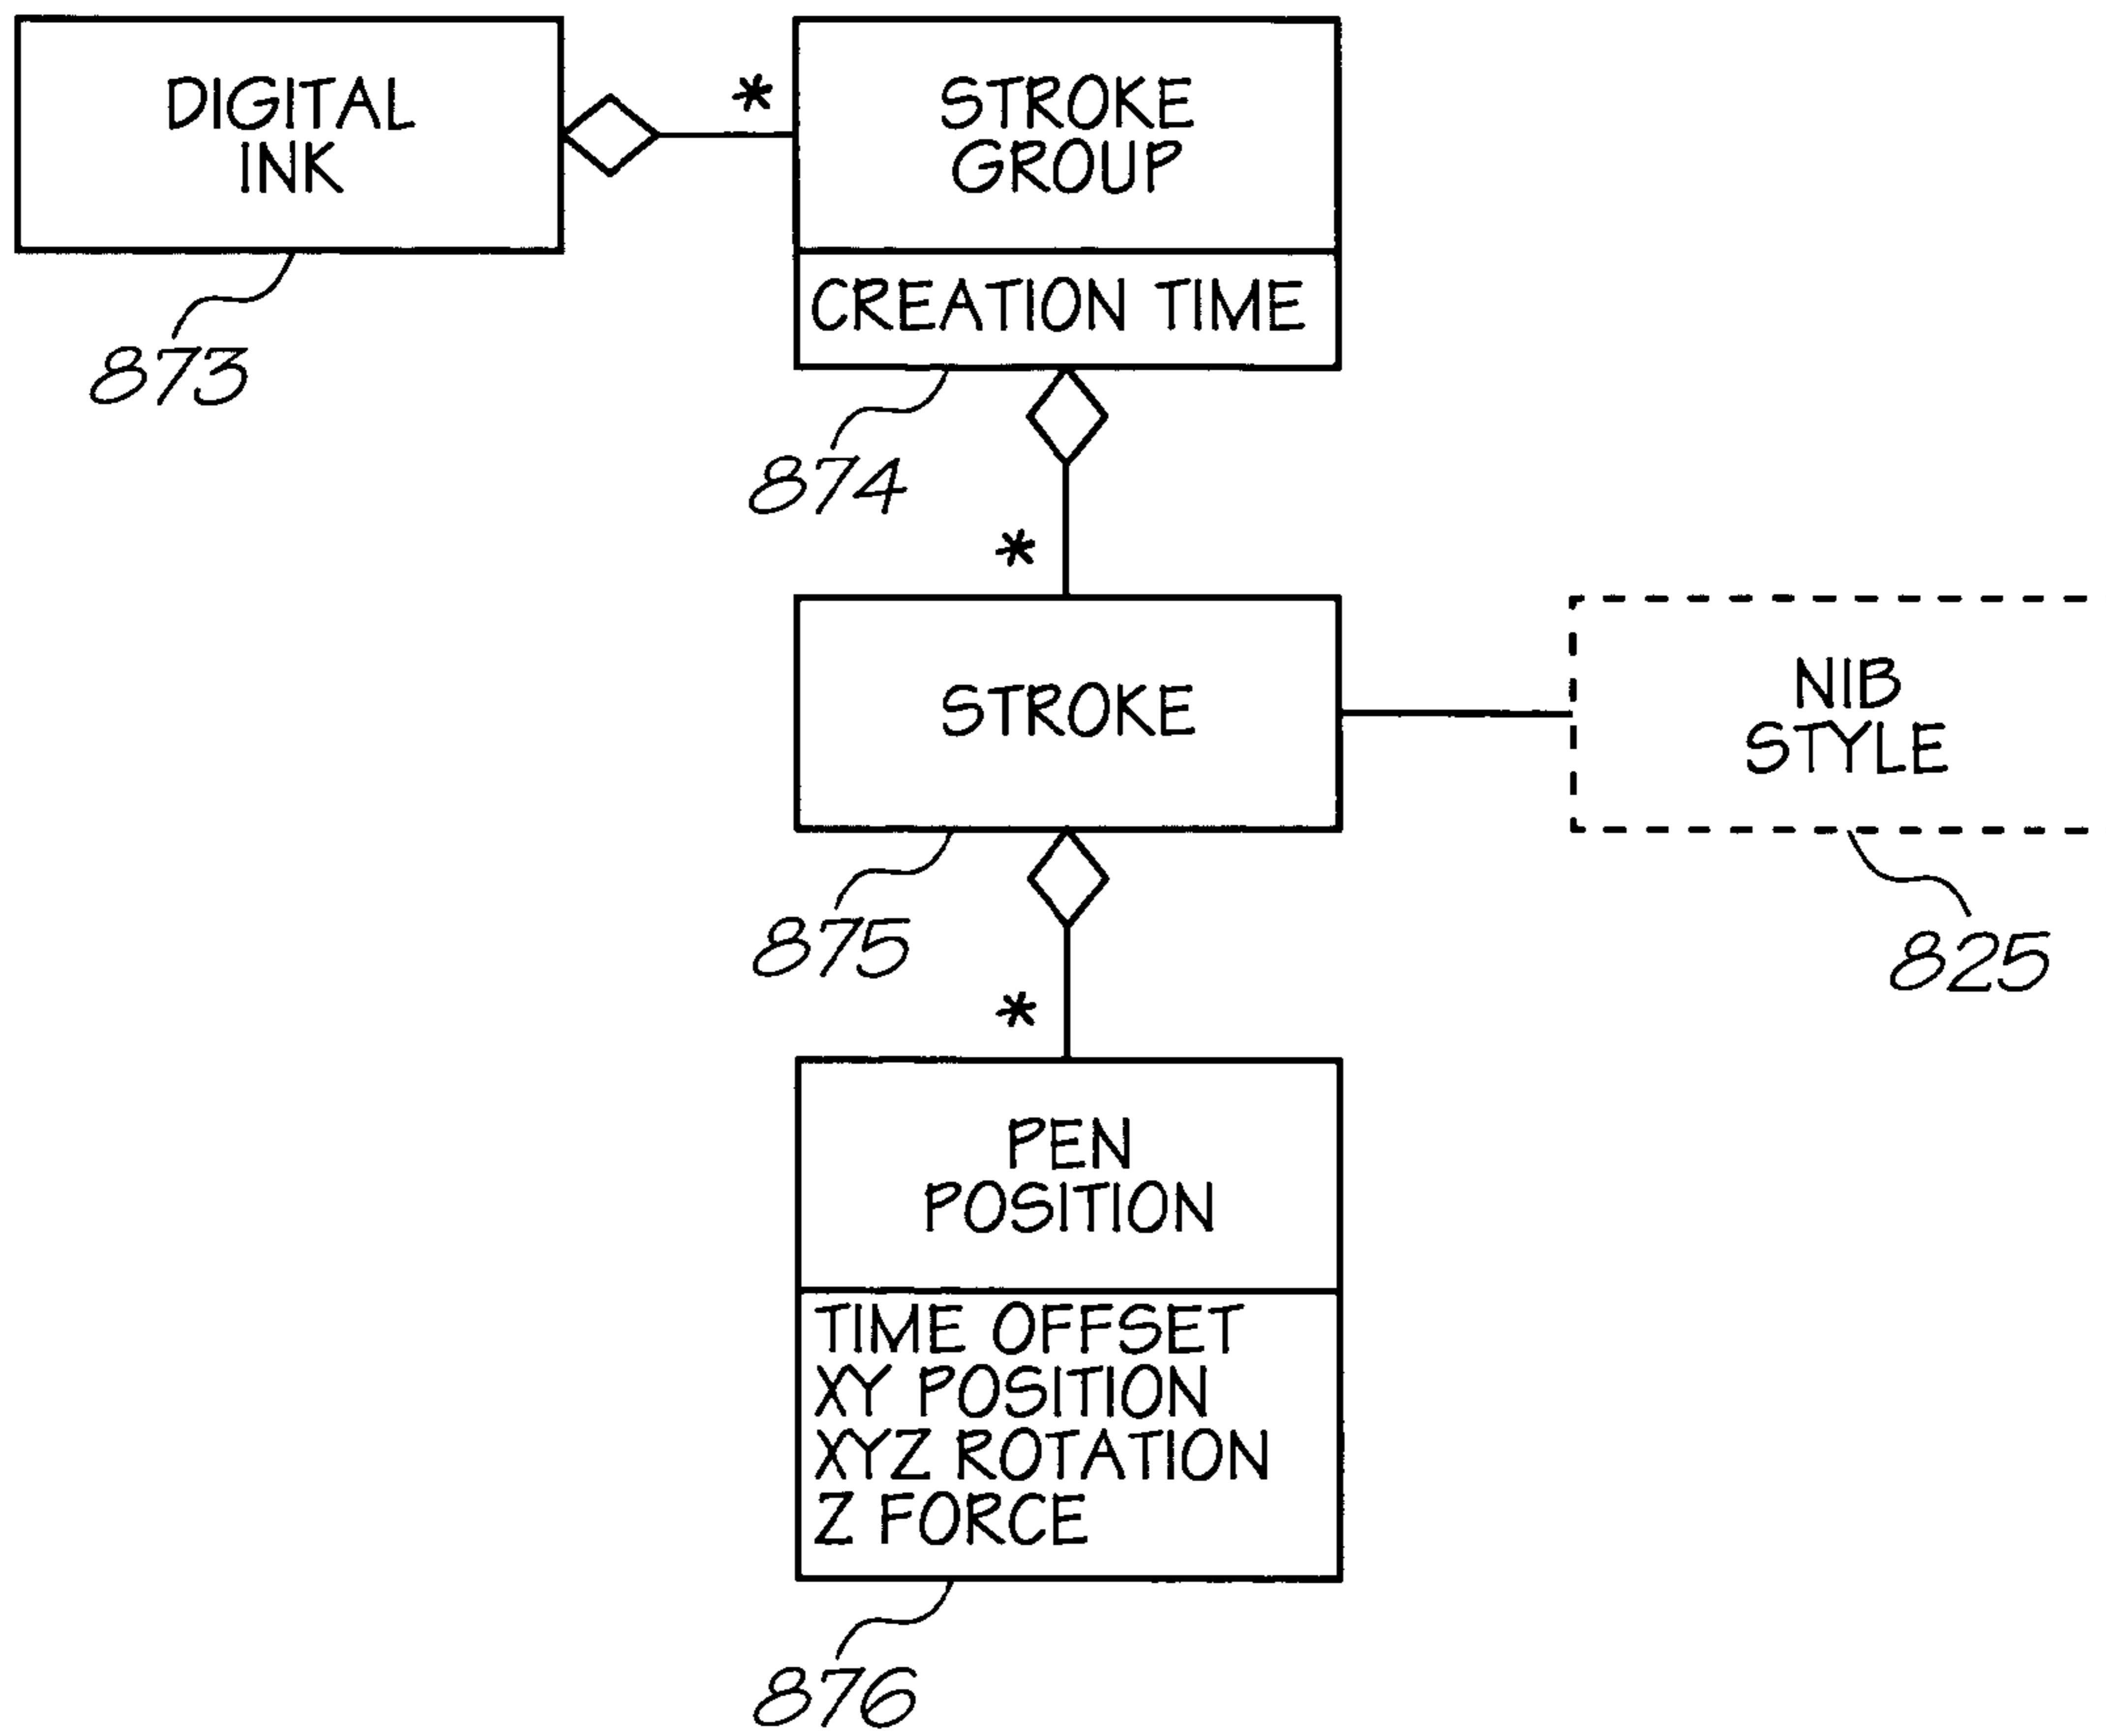 DIGITAL
INK
*
STROKE
GROUP
CREATION TIME
873
874
*
STROKE
NIB
STYLE
875
825
*
PEN
POSITION
TIME OFFSET
XY POSITION
XYZ ROTATION
Z FORCE
876